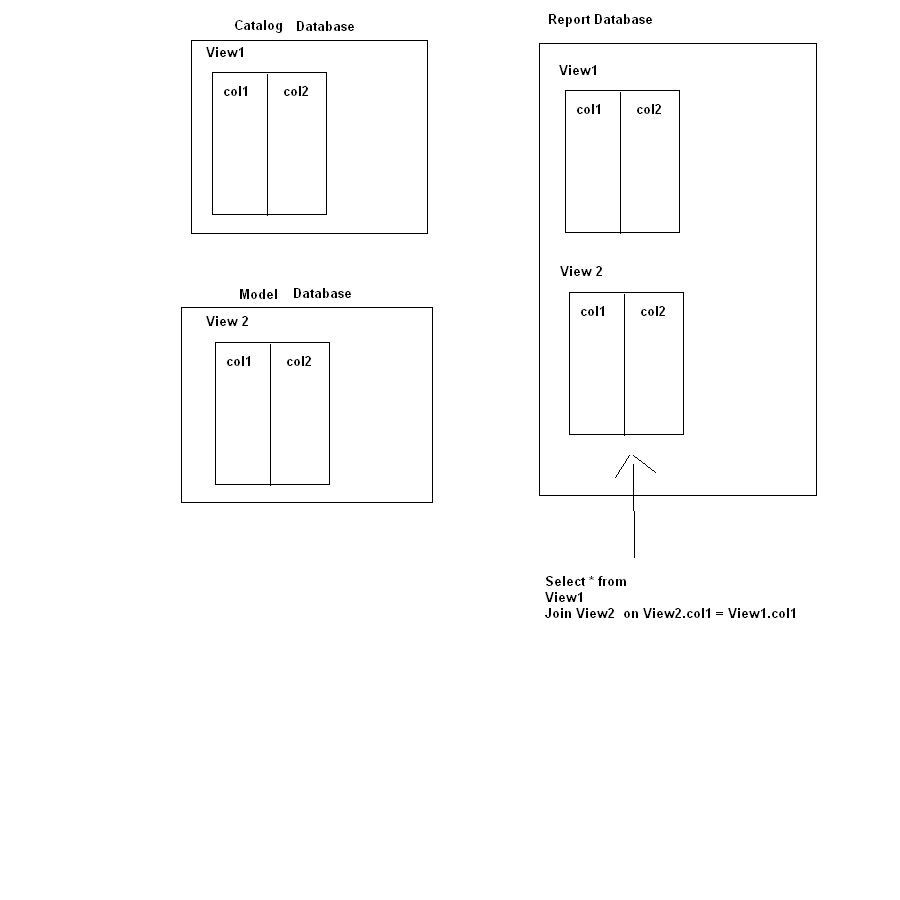 Catalog Database
View1
col1 col2
Model Database
View 2
col1 col2
Report Database
View1
col1 col2
View 2
col1 col2
Select * from
View1
Join View2 on View2.col1 = View1.col1